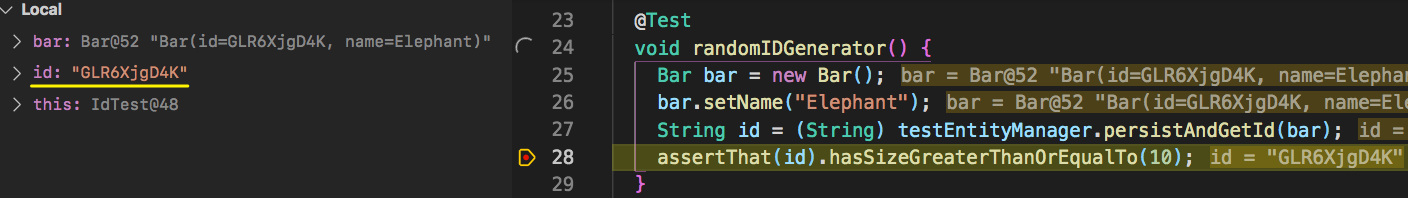 Local
bar: Bar@52 "Bar(id=GLR6XjgD4K, name=Elephant)"
id: "GLR6XjgD4K"
this: IdTest@48
23 @Test
24 void randomIDGenerator() {
25 Bar bar = new Bar(); bar = Bar@52 "Bar(id=GLR6XjgD4K, name=Elephan
26 bar.setName("Elephant"); bar = Bar@52 "Bar(id=GLR6XjgD4K, name=Ele
27 String id = (String) testEntityManager.persistAndGetId(bar); id =
28 assertThat(id).hasSizeGreaterThanOrEqualTo(10); id = "GLR6XjgD4K"
29 }